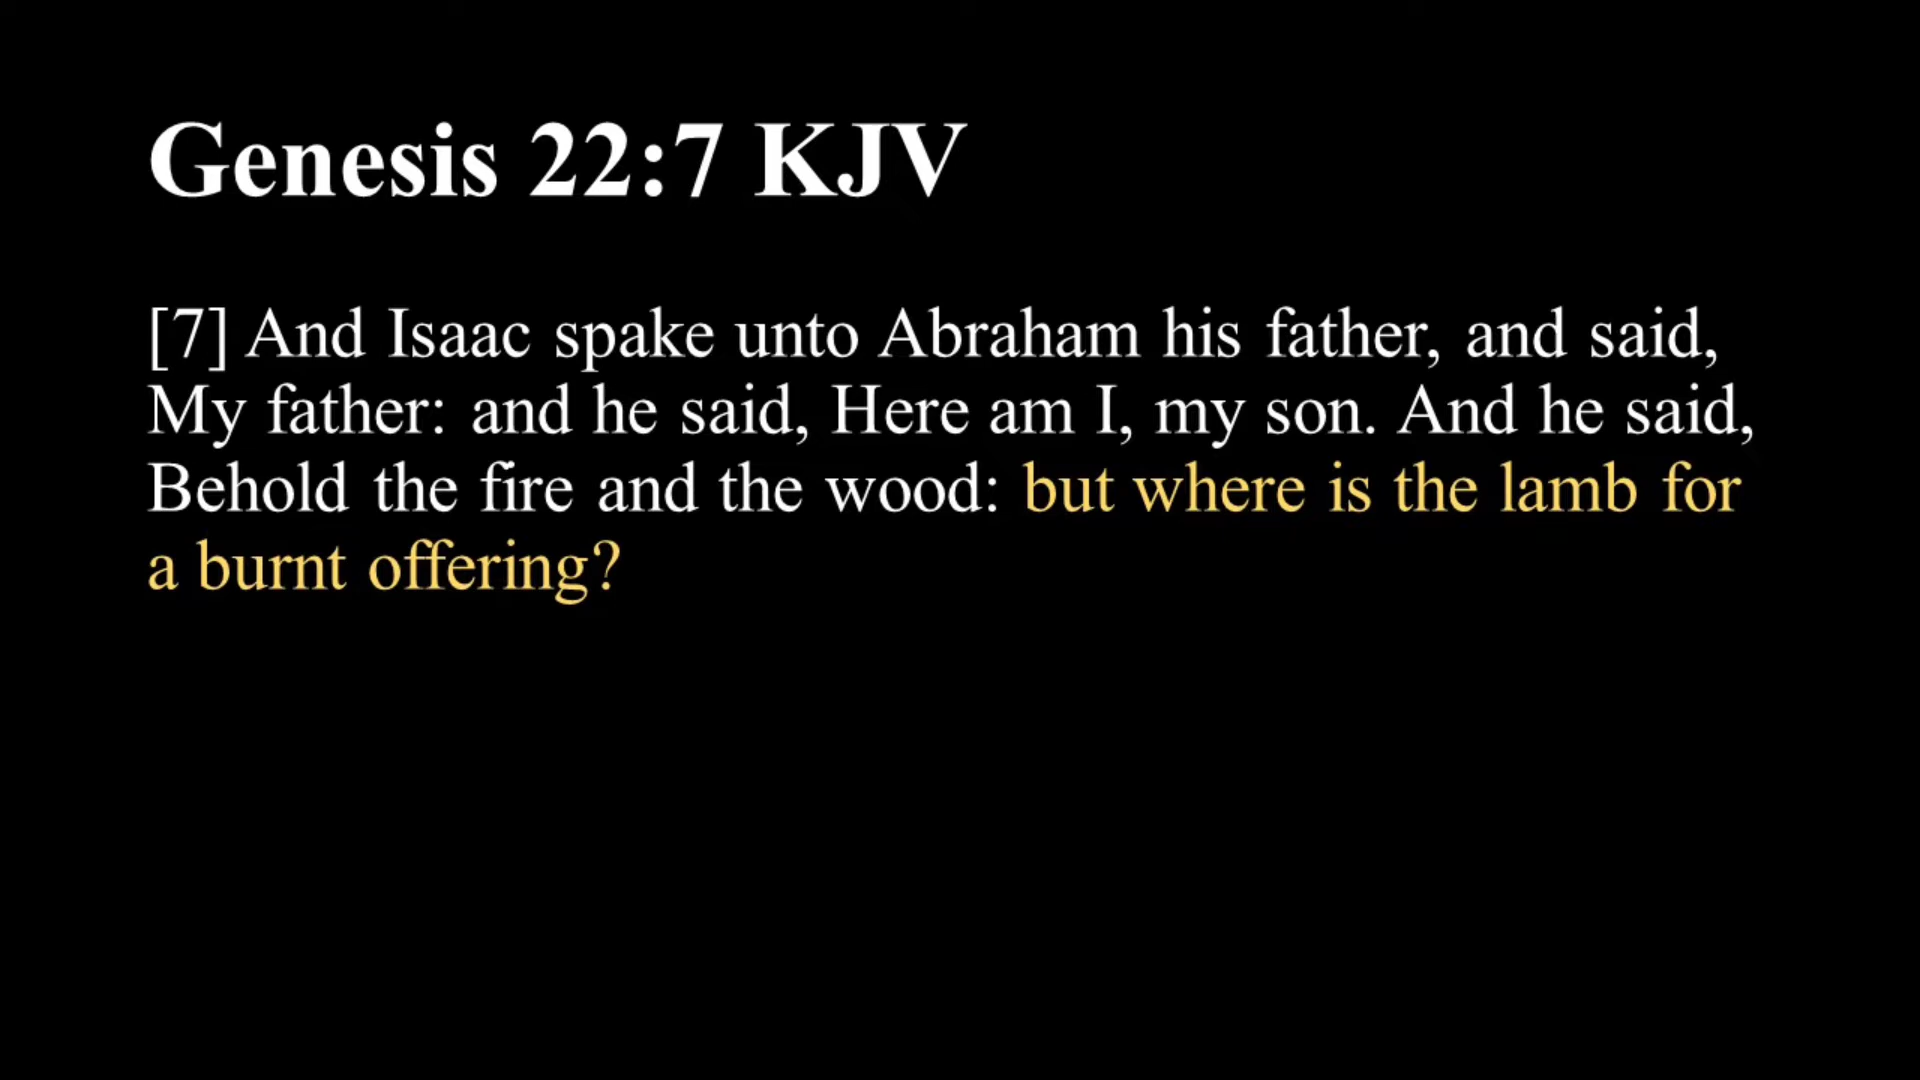 Genesis 22:7 KJV
[7] And Isaac spake unto Abraham his father, and said,
My father: and he said, Here am I, my son. And he said,
Behold the fire and the wood: but where is the lamb for
a burnt offering?